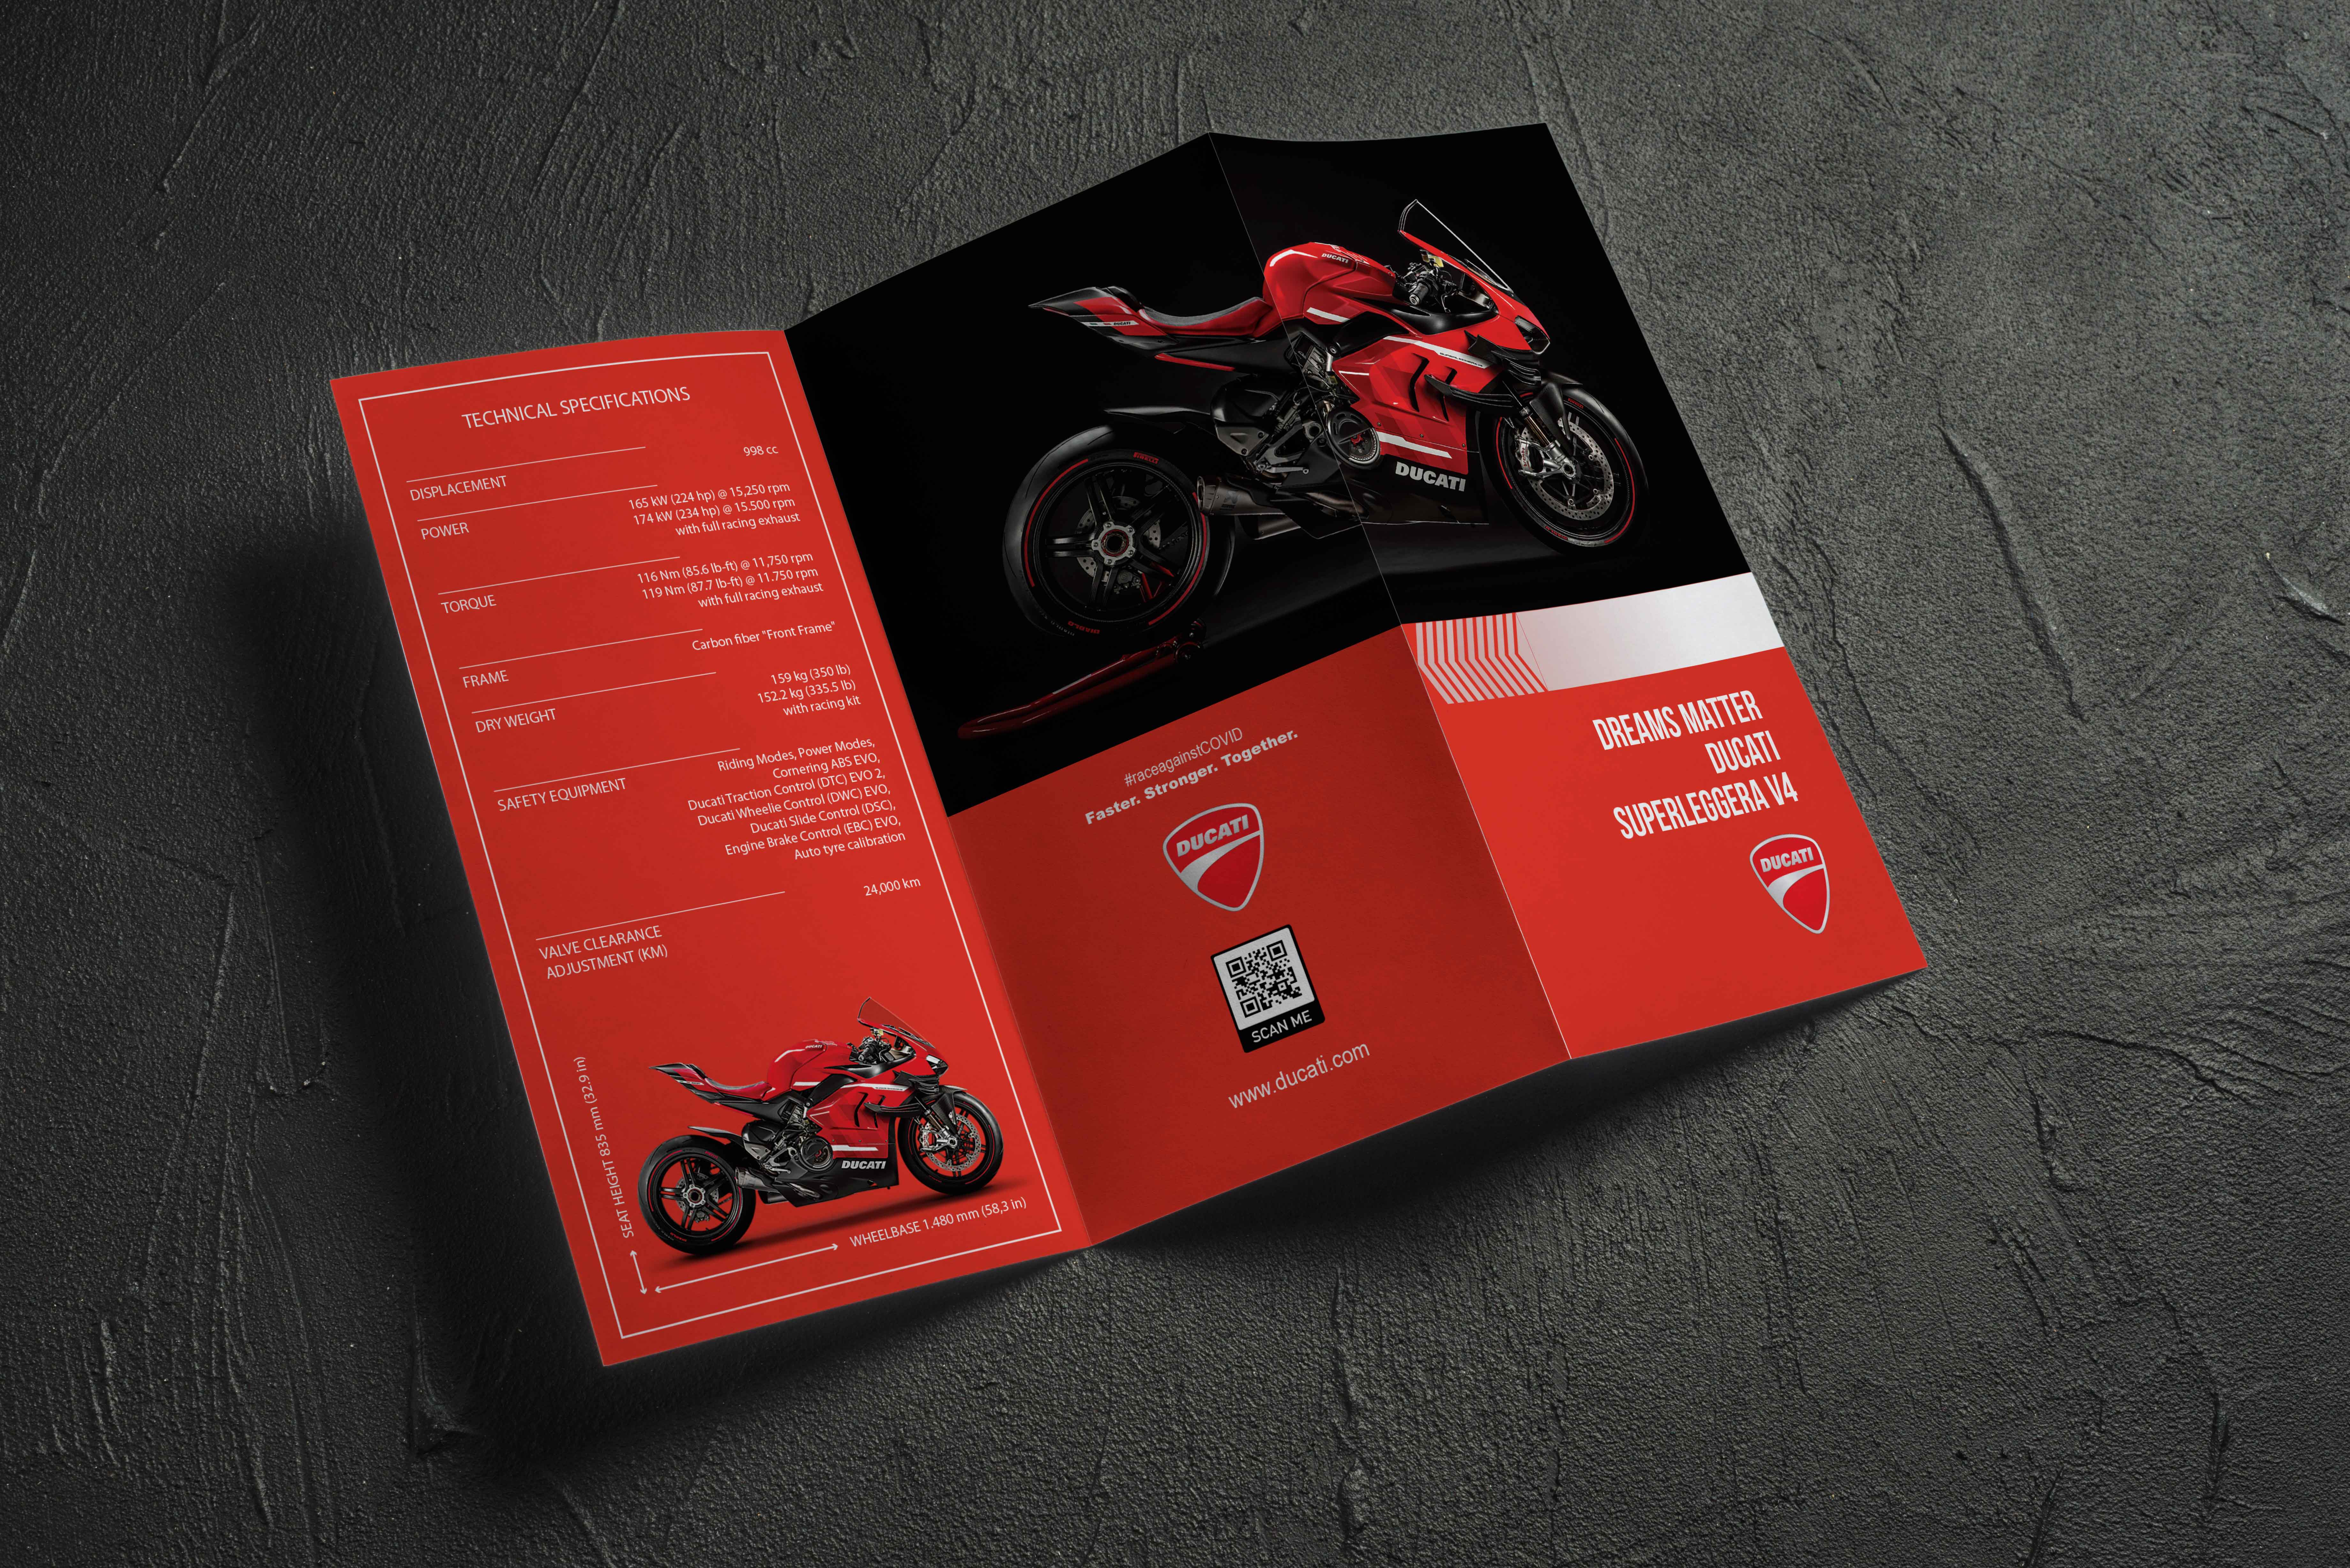 TECHNICAL SPECIFICATIONS
DISPLACEMENT
998 cc
POWER
165 kW (224 hp) @ 15,250 rpm
174 kW (234 hp) @ 15.500 rpm
with full racing exhaust
TORQUE
116 Nm (85.6 lb-ft) @ 11,750 rpm
119 Nm (87.7 lb-ft) @ 11.750 rpm
with full racing exhaust
FRAME
Carbon fiber "Front Frame"
DRY WEIGHT
159 kg (350 lb)
152.2 kg (335.5 lb)
with racing kit
SAFETY EQUIPMENT
Riding Modes, Power Modes,
Cornering ABS EVO,
Ducati Traction Control (DTC) EVO 2,
Ducati Wheelie Control (DWC) EVO,
Ducati Slide Control (DSC),
Engine Brake Control (EBC) EVO,
Auto tyre calibration
VALVE CLEARANCE
ADJUSTMENT (KM)
24,000 km
SEAT HEIGHT 835 mm (32.9 in)
DUCATI
DUCATI
WHEELBASE 1.480 mm (58,3 in)
DUCATI
DUCATI
DUCATI
#raceagainstCOVID
Faster. Stronger. Together.
DUCATI
SCAN ME
www.ducati.com
DREAMS MATTER
DUCATI
SUPERLEGGERA V4
DUCATI